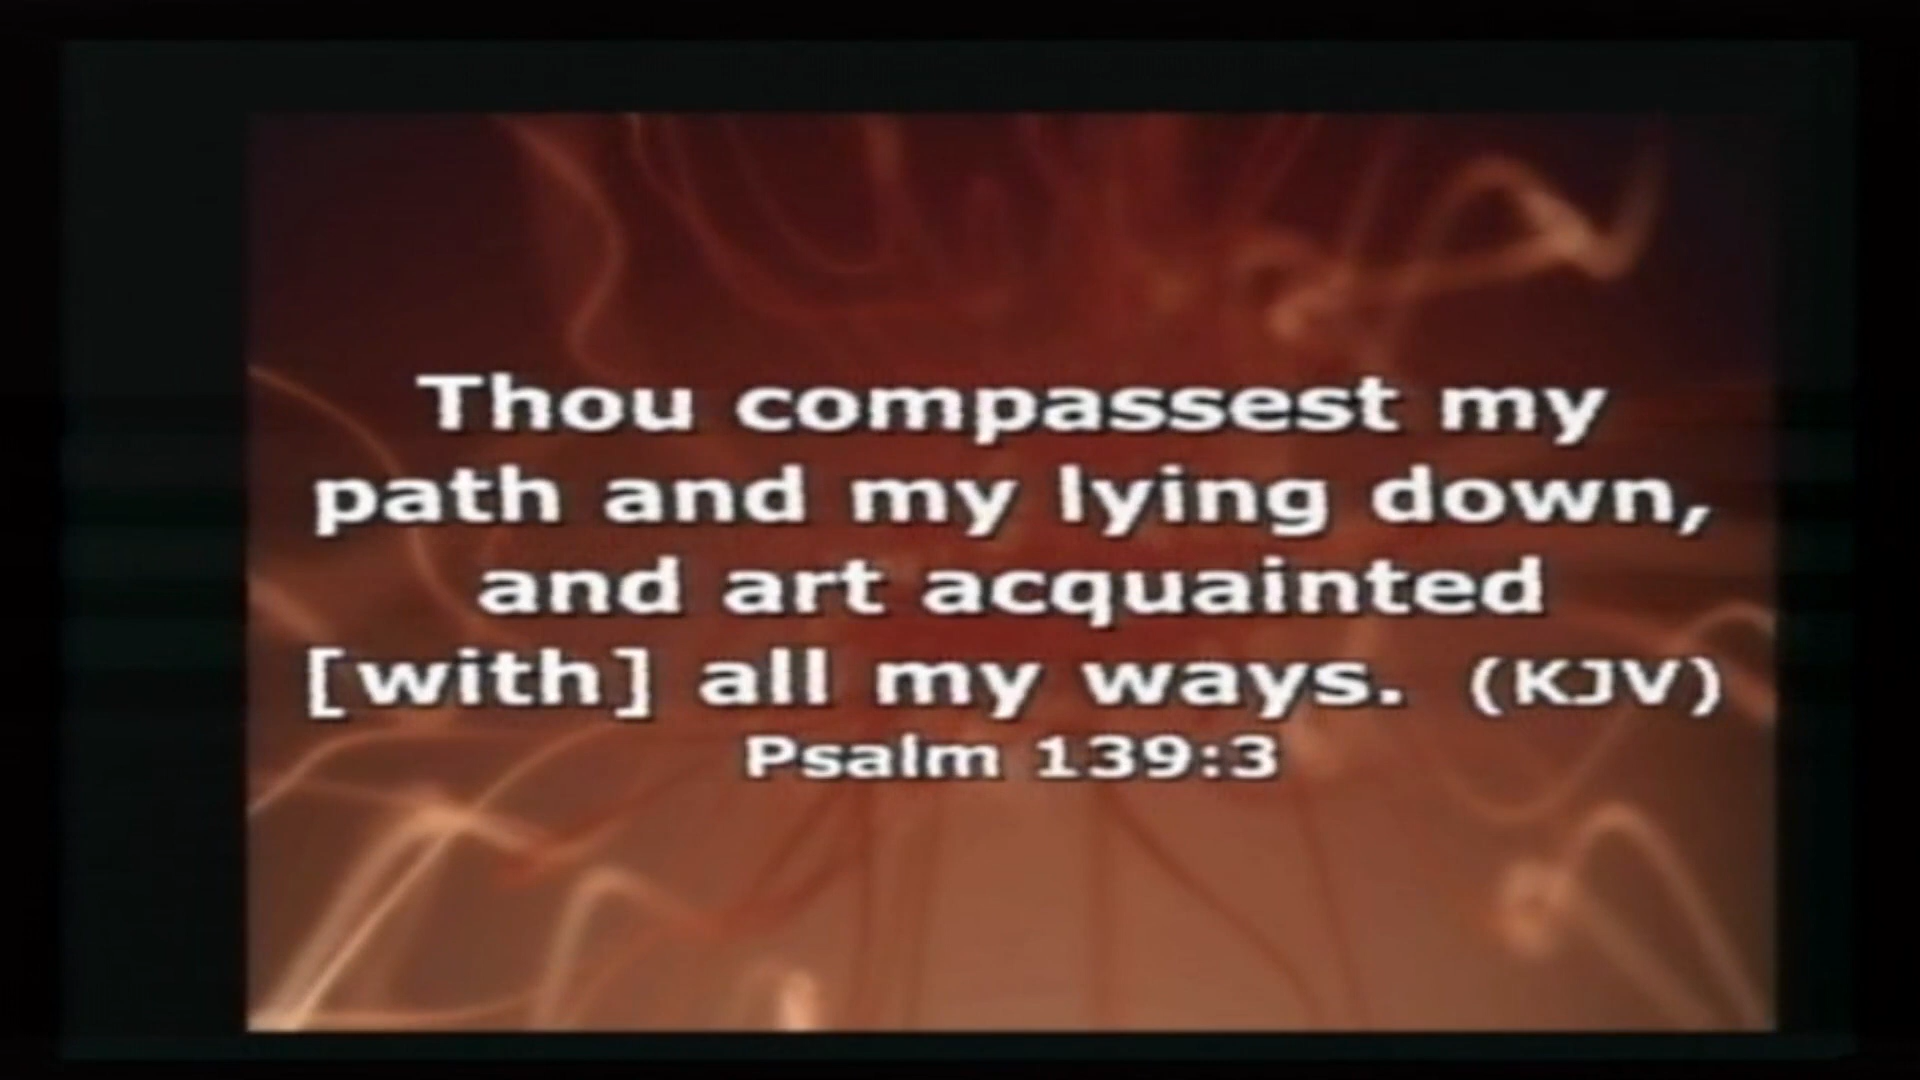 Thou compassest my
path and my lying down,
and art acquainted
[with] all my ways. (KJV)
Psalm 139:3